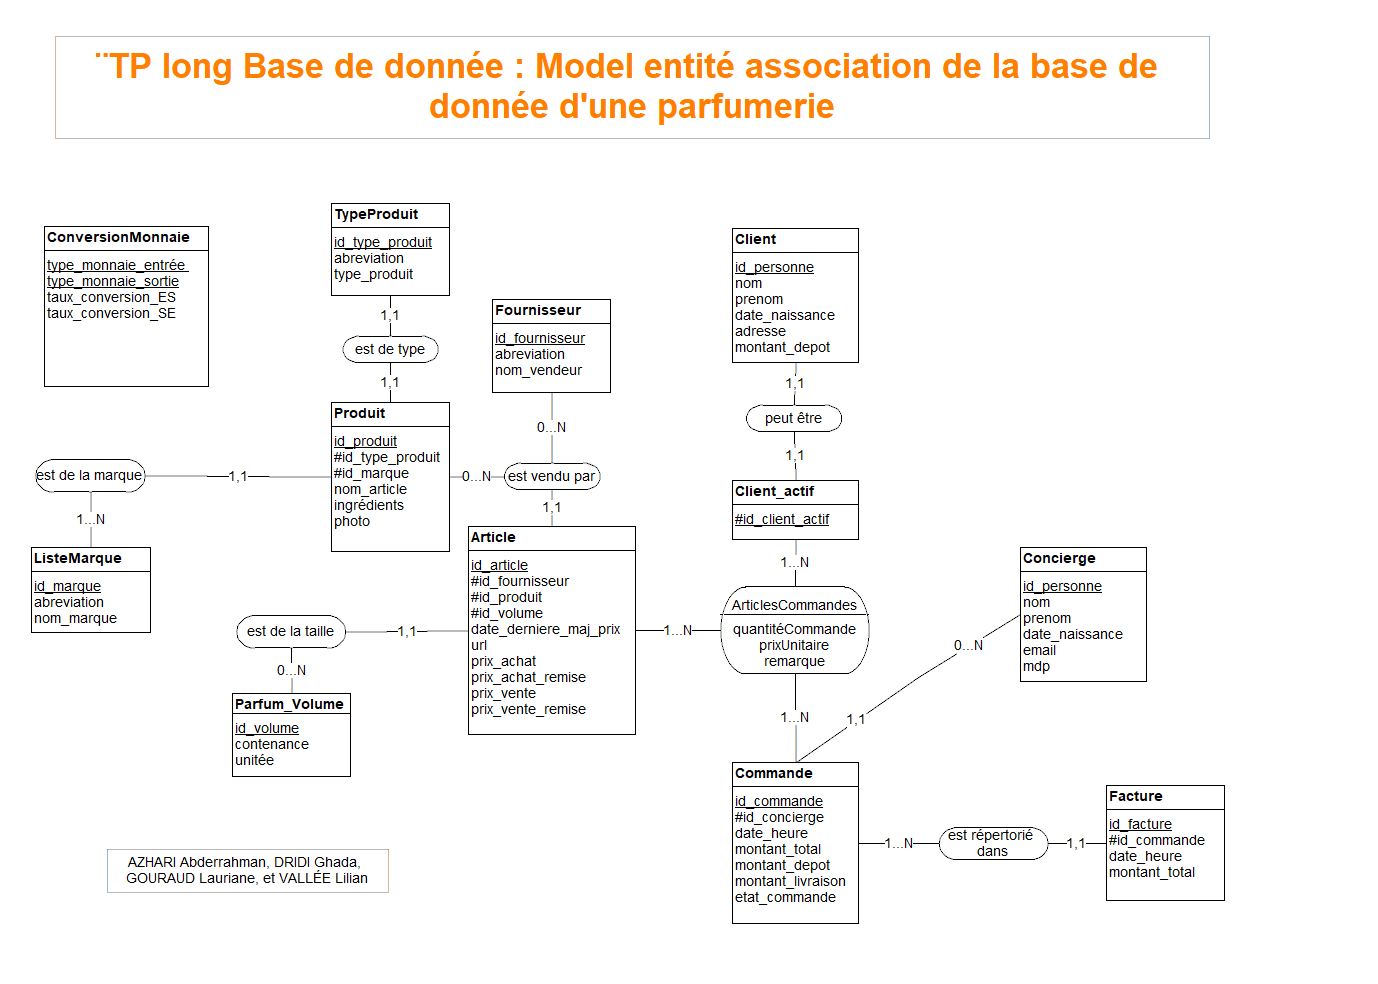 ¨TP long Base de donnée : Model entité association de la base de
donnée d'une parfumerie
ConversionMonnaie
type_monnaie_entrée
type_monnaie_sortie
taux_conversion_ES
taux_conversion_SE
TypeProduit
id_type_produit
abreviation
type_produit
1,1
est de type
1,1
Produit
id_produit
#id_type_produit
#id_marque
nom_article
ingrédients
photo
Fournisseur
id_fournisseur
abreviation
nom_vendeur
0...N
0...N
est vendu par
1,1
est de la marque
1,1
1...N
ListeMarque
id_marque
abreviation
nom_marque
Article
id_article
#id_fournisseur
#id_produit
#id_volume
date_derniere_maj_prix
url
prix_achat
prix_achat_remise
prix_vente
prix_vente_remise
est de la taille
1,1
0...N
Parfum_Volume
id_volume
contenance
unitée
Client
id_personne
nom
prenom
date_naissance
adresse
montant_depot
1,1
peut être
1,1
Client_actif
#id_client_actif
1...N
1...N
ArticlesCommandes
quantitéCommande
prixUnitaire
remarque
1...N
Concierge
id_personne
nom
prenom
date_naissance
email
mdp
0...N
1,1
Commande
id_commande
#id_concierge
date_heure
montant_total
montant_depot
montant_livraison
etat_commande
1...N
est répertorié
dans
1,1
Facture
id_facture
#id_commande
date_heure
montant_total
AZHARI Abderrahman, DRIDI Ghada,
GOURAUD Lauriane, et VALLÉE Lilian